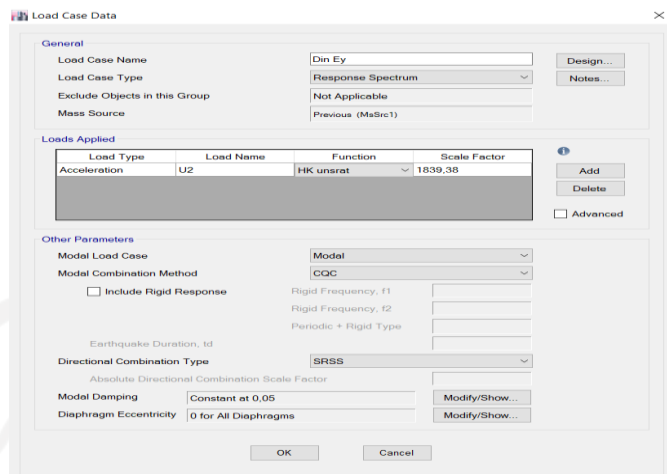 Load Case Data
General
Load Case Name Din Ey Design...
Load Case Type Response Spectrum Notes...
Exclude Objects in this Group Not Applicable
Mass Source Previous (MsSrc1)
Loads Applied
Load Type Load Name Function Scale Factor
Acceleration U2 HK unsrat 1839,38 Add
Delete
Advanced
Other Parameters
Modal Load Case Modal
Modal Combination Method CQC
Include Rigid Response Rigid Frequency, f1
Rigid Frequency, f2
Periodic + Rigid Type
Earthquake Duration, td
Directional Combination Type SRSS
Absolute Directional Combination Scale Factor
Modal Damping Constant at 0,05 Modify/Show...
Diaphragm Eccentricity 0 for All Diaphragms Modify/Show...
OK Cancel